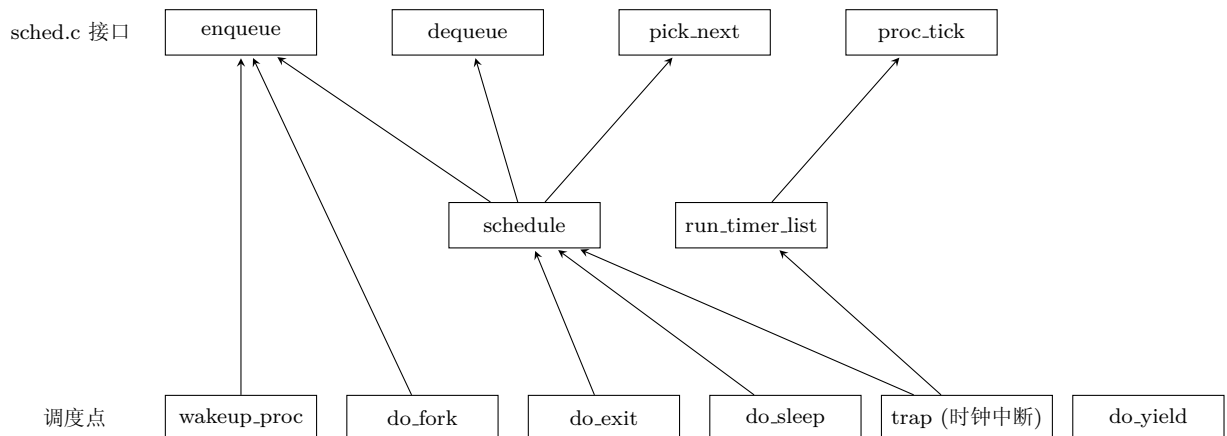 sched.c 接口 enqueue dequeue pick_next proc_tick
schedule run_timer_list
调度点 wakeup_proc do_fork do_exit do_sleep trap (时钟中断) do_yield